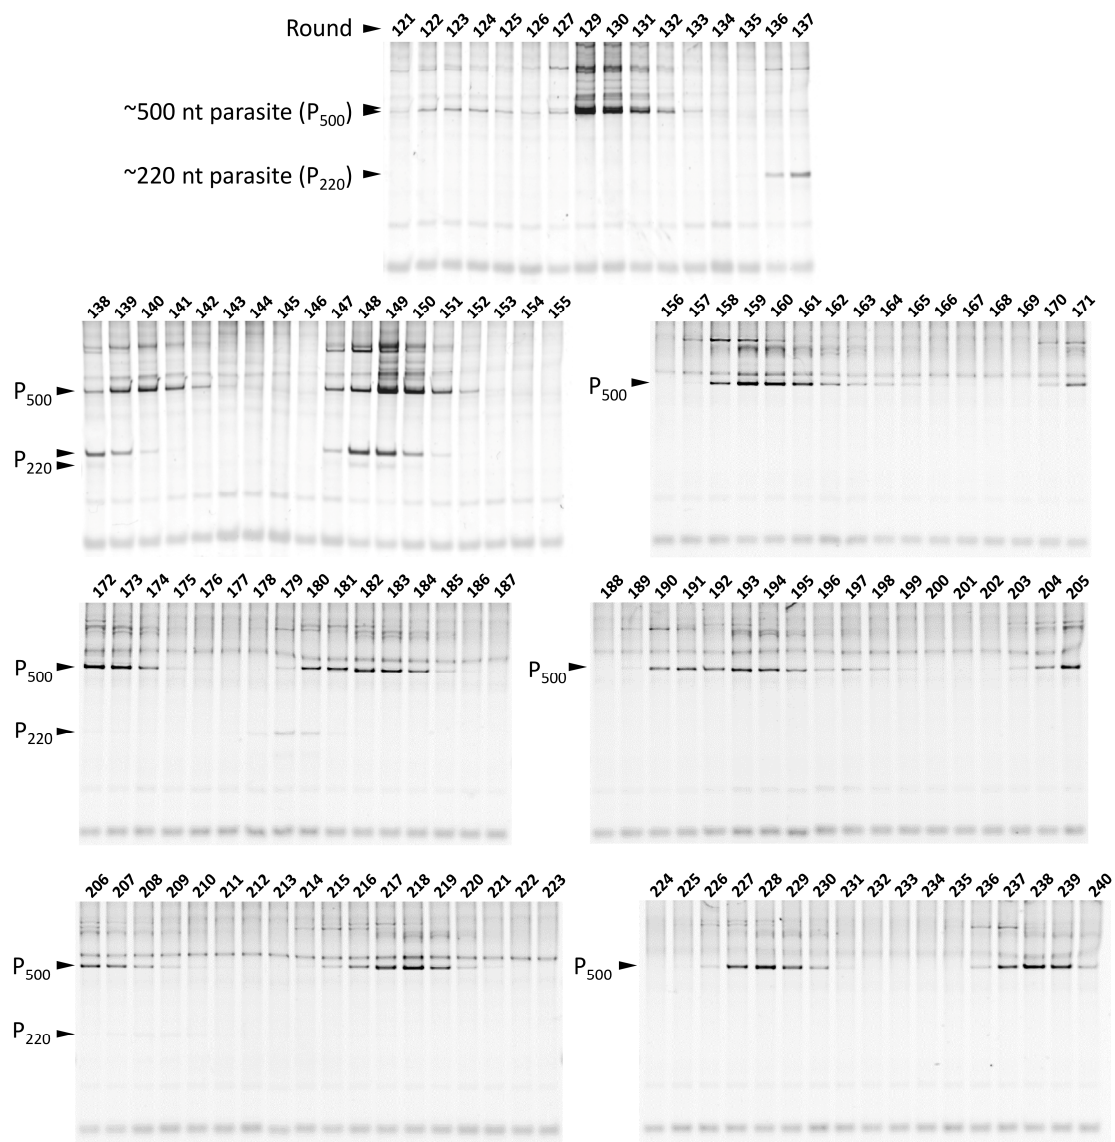 Round ► 121 122 123 124 125 126 127 129 130 131 132 133 134 135 136 137
~500 nt parasite (P500) ►
~220 nt parasite (P220) ►
138 139 140 141 142 143 144 145 146 147 148 149 150 151 152 153 154 155
P500 ►
P220 ►
156 157 158 159 160 161 162 163 164 165 166 167 168 169 170 171
P500 ►
172 173 174 175 176 177 178 179 180 181 182 183 184 185 186 187
P500 ►
P220 ►
188 189 190 191 192 193 194 195 196 197 198 199 200 201 202 203 204 205
P500 ►
206 207 208 209 210 211 212 213 214 215 216 217 218 219 220 221 222 223
P500 ►
P220 ►
224 225 226 227 228 229 230 231 232 233 234 235 236 237 238 239 240
P500 ►